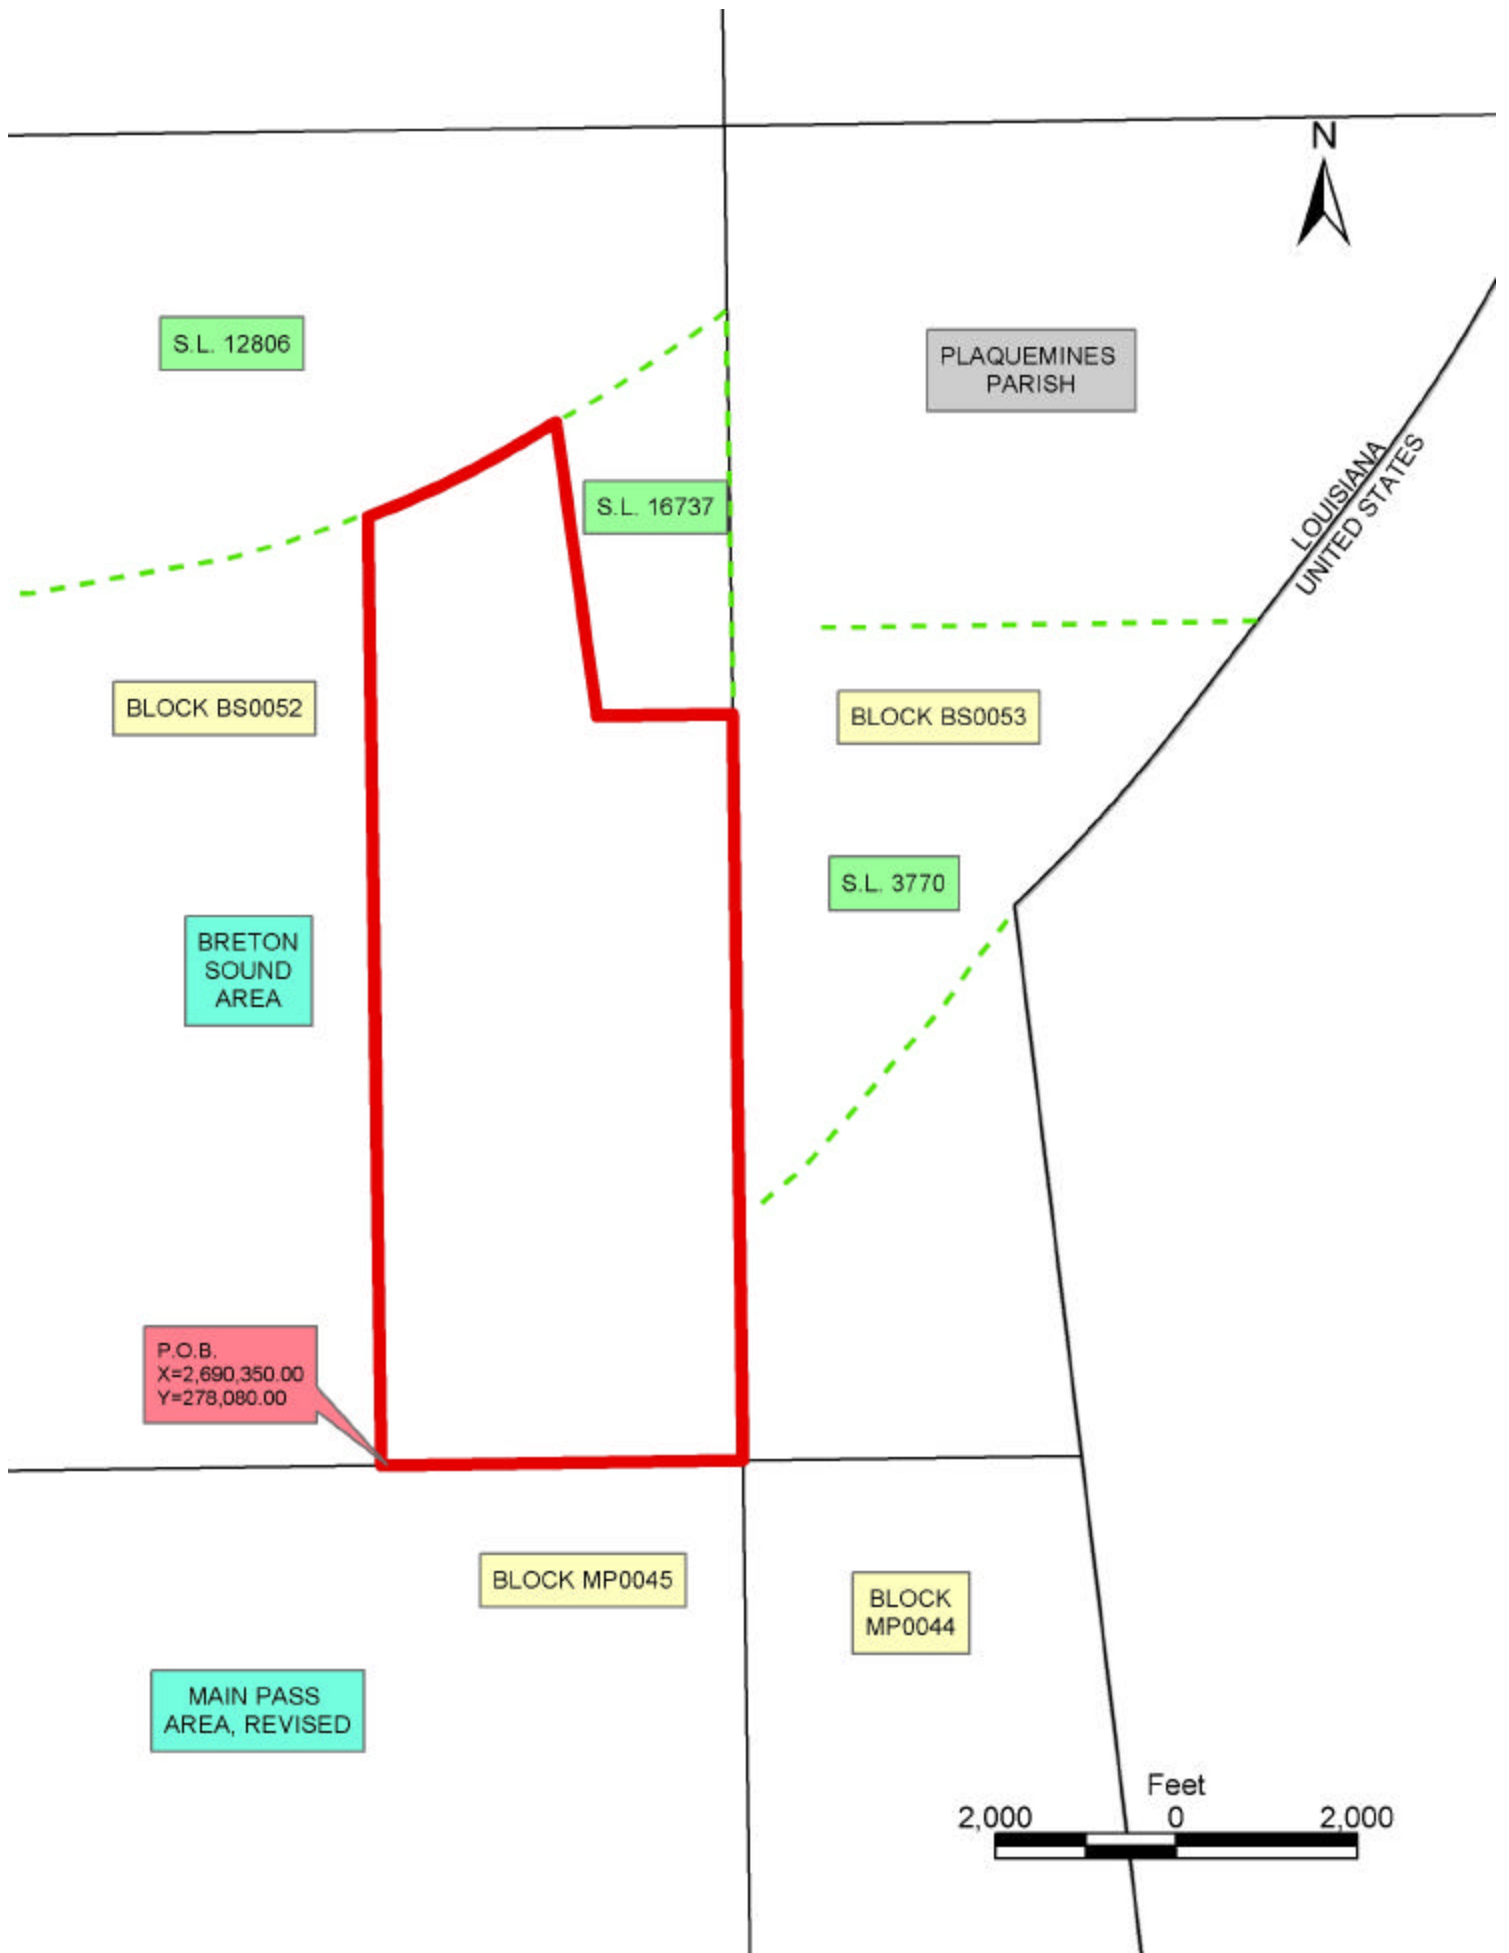 N
S.L. 12806
PLAQUEMINES
PARISH
LOUISIANA
UNITED STATES
S.L. 16737
BLOCK BS0052
BLOCK BS0053
S.L. 3770
BRETON
SOUND
AREA
P.O.B.
X=2,690,350.00
Y=278,080.00
BLOCK MP0045
BLOCK
MP0044
MAIN PASS
AREA, REVISED
Feet
2,000 0 2,000